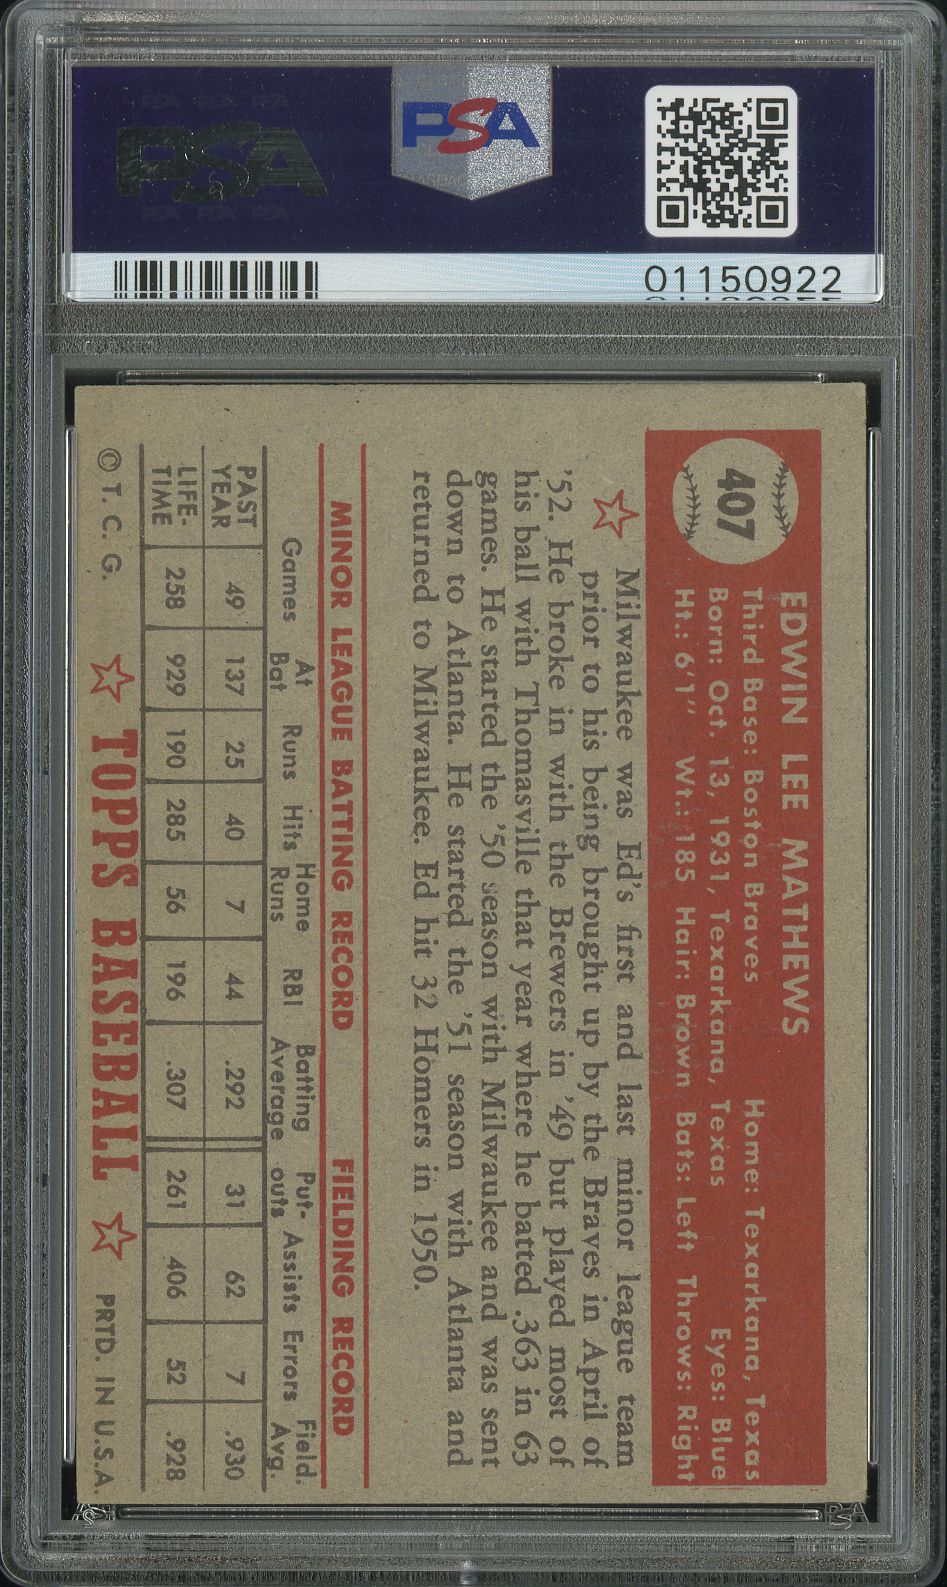 PSA
PSA
01150922
407
EDWIN LEE MATHEWS
Third Base: Boston Braves Home: Texarkana, Texas
Born: Oct. 13, 1931, Texarkana, Texas Eyes: Blue
Ht.: 6'1" Wt.: 185 Hair: Brown Bats: Left Throws: Right
Milwaukee was Ed's first and last minor league team
prior to his being brought up by the Braves in April of
'52. He broke in with the Brewers in '49 but played most of
his ball with Thomasville that year where he batted .363 in 63
games. He started the '50 season with Milwaukee and was sent
down to Atlanta. He started the '51 season with Atlanta and
returned to Milwaukee. Ed hit 32 Homers in 1950.
MINOR LEAGUE BATTING RECORD FIELDING RECORD
Games At Bat Runs Hits Home Runs RBI Batting Average Put-outs Assists Errors Field. Avg.
PAST YEAR 49 137 25 40 7 44 .292 31 62 7 .930
LIFE-TIME 258 929 190 285 56 196 .307 261 406 52 .928
© T. C. G. TOPPS BASEBALL PRTD. IN U.S.A